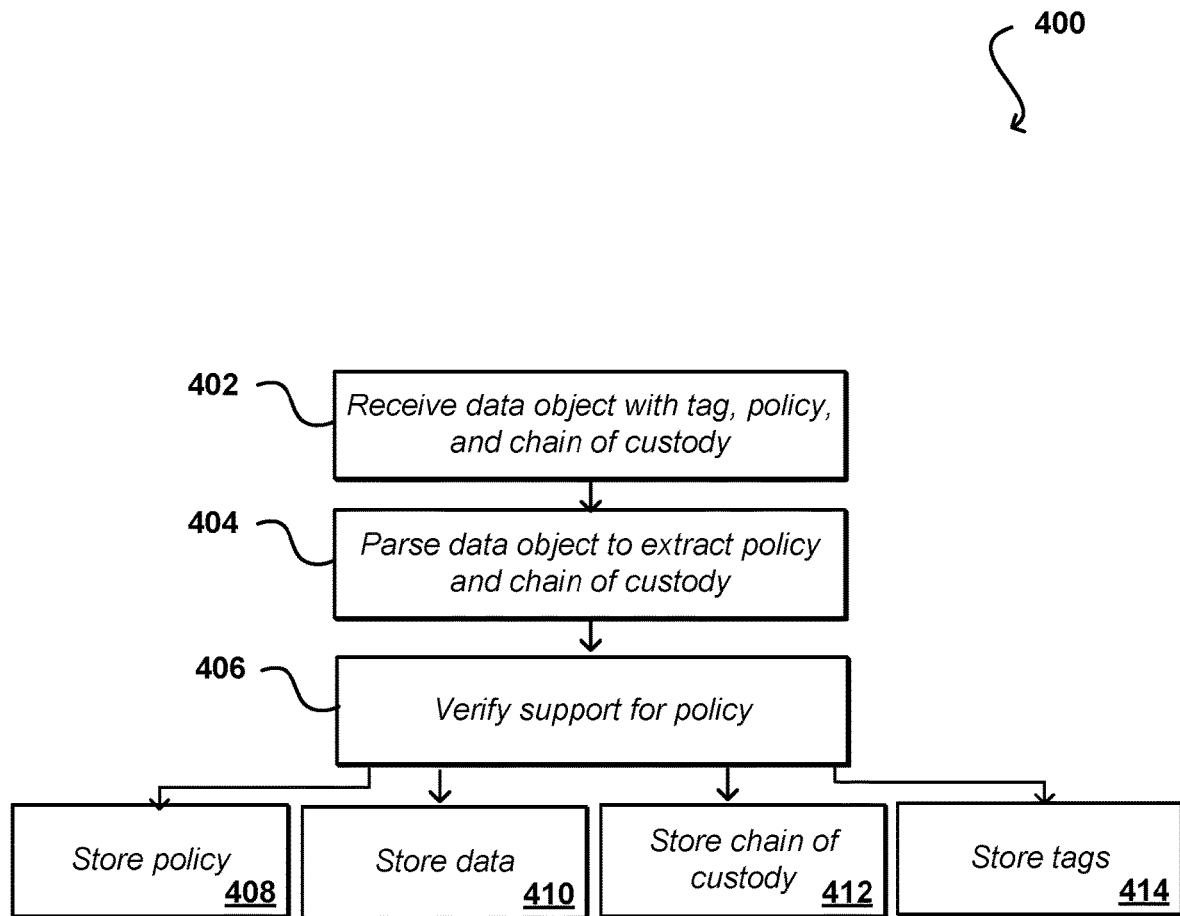 400
402
Receive data object with tag, policy,
and chain of custody
404
Parse data object to extract policy
and chain of custody
406
Verify support for policy
Store policy
408
Store data
410
Store chain of
custody
412
Store tags
414